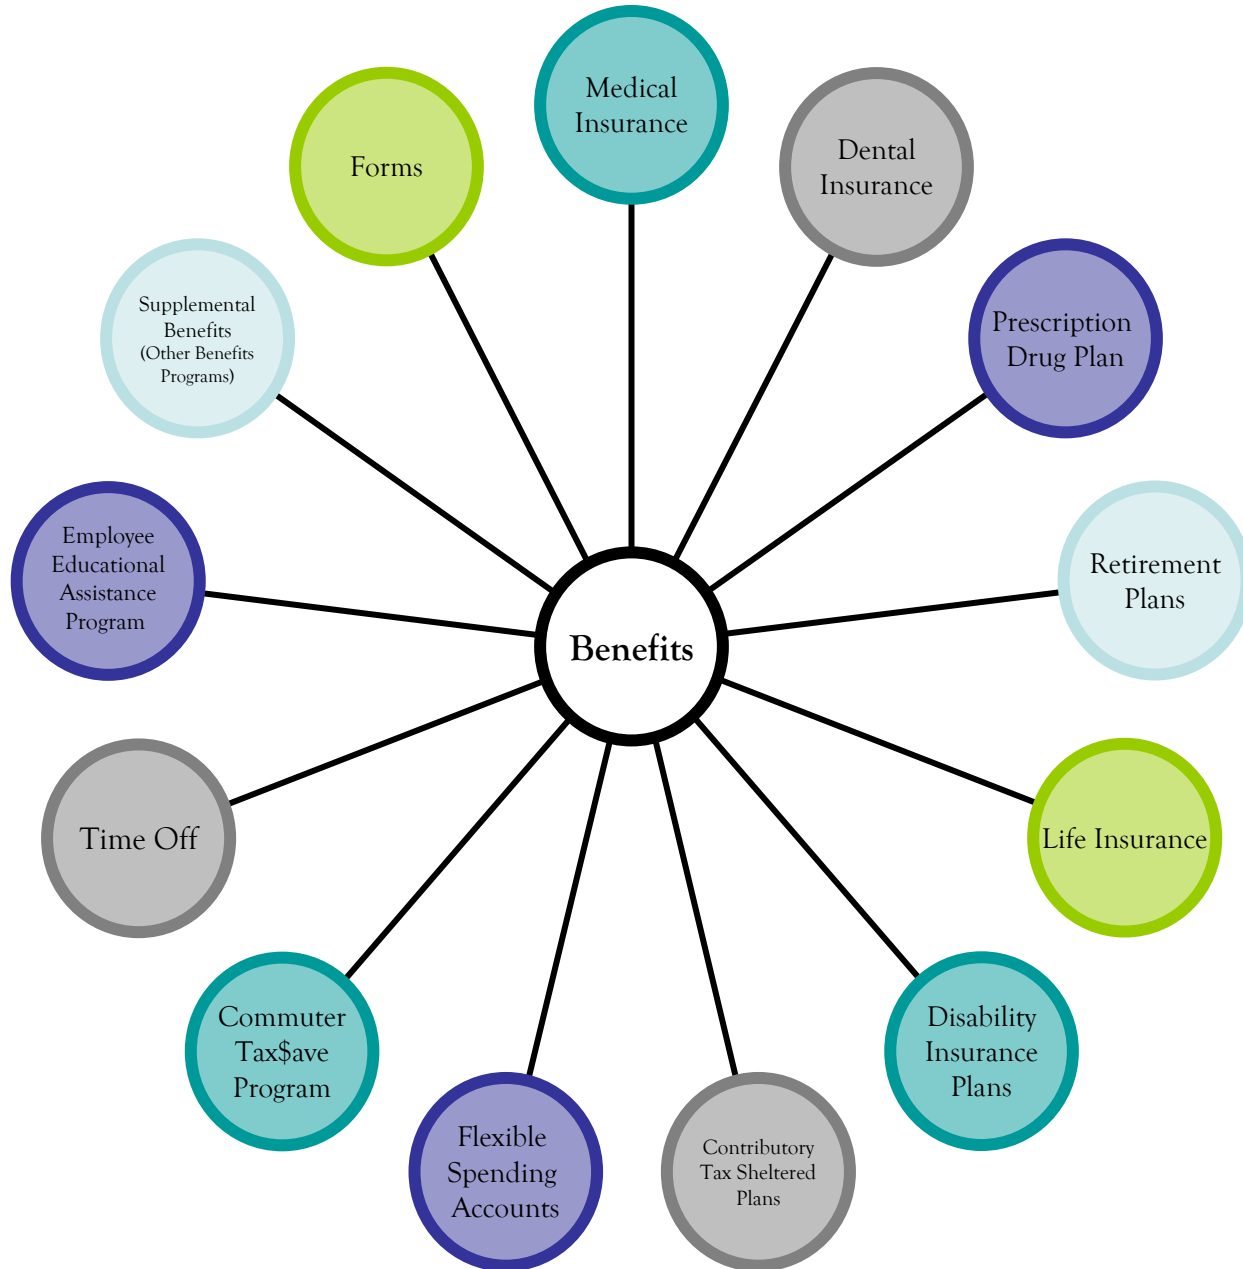 Medical
Insurance
Dental
Insurance
Prescription
Drug Plan
Retirement
Plans
Life Insurance
Disability
Insurance
Plans
Contributory
Tax Sheltered
Plans
Flexible
Spending
Accounts
Commuter
Tax$ave
Program
Time Off
Employee
Educational
Assistance
Program
Supplemental
Benefits
(Other Benefits
Programs)
Forms
Benefits